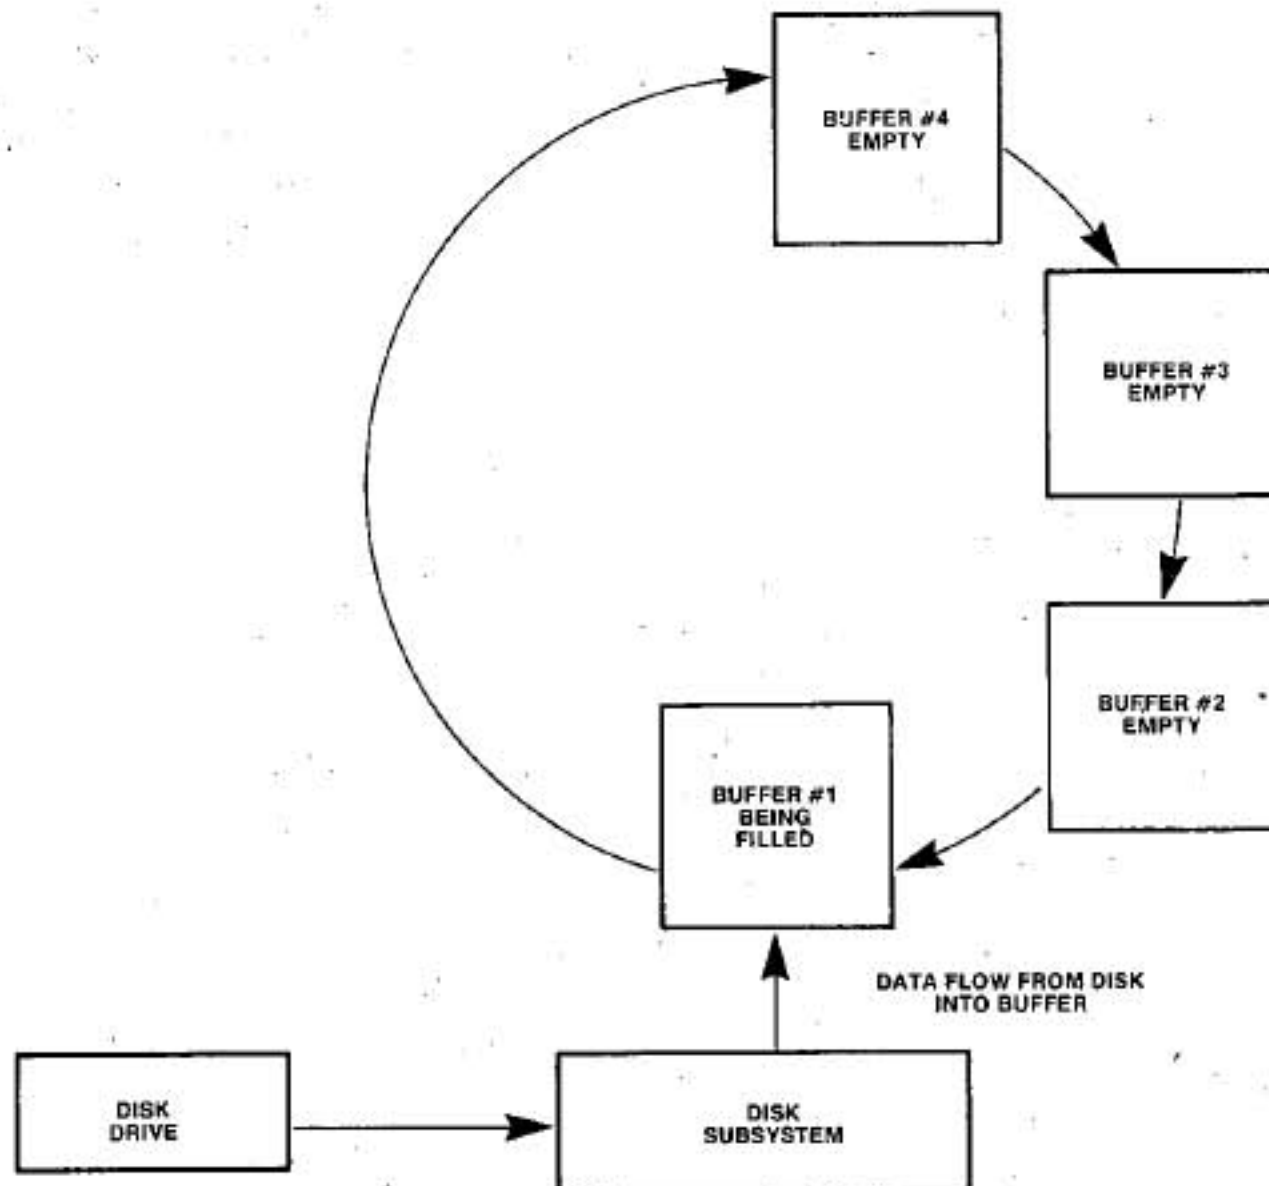 BUFFER #4
EMPTY
BUFFER #3
EMPTY
BUFFER #2
EMPTY
BUFFER #1
BEING
FILLED
DATA FLOW FROM DISK
INTO BUFFER
DISK
DRIVE
DISK
SUBSYSTEM